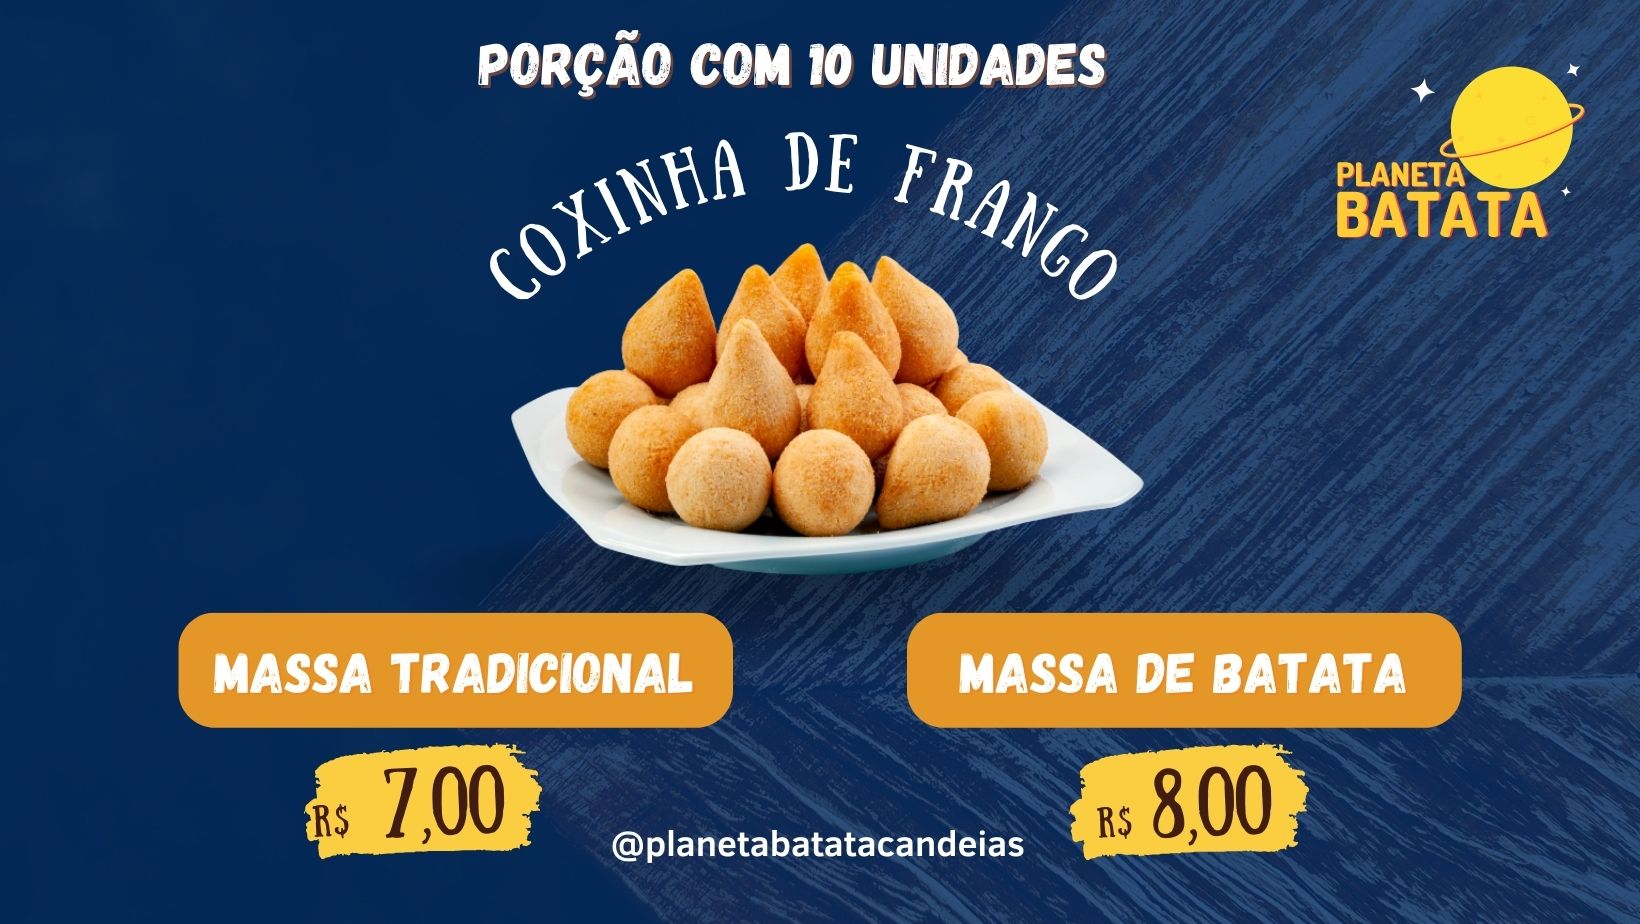 PORÇÃO COM 10 UNIDADES
COXINHA DE FRANGO
PLANETA
BATATA
MASSA TRADICIONAL
MASSA DE BATATA
R$ 7,00
R$ 8,00
@planetabatatacandeias